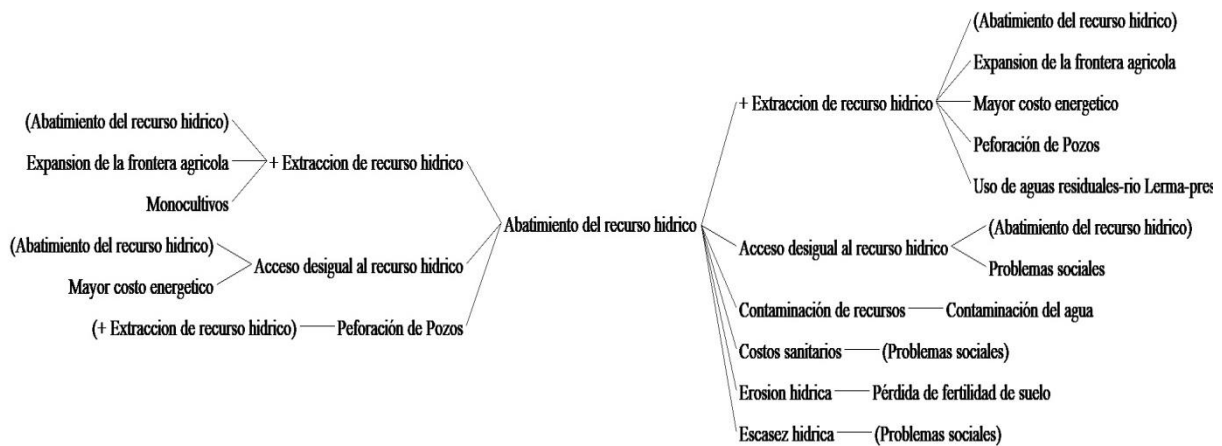 (Abatimiento del recurso hidrico)
Expansion de la frontera agricola
Monocultivos
+ Extraccion de recurso hidrico
(Abatimiento del recurso hidrico)
Mayor costo energetico
Acceso desigual al recurso hidrico
(+ Extraccion de recurso hidrico)
Peforación de Pozos
Abatimiento del recurso hidrico
+ Extraccion de recurso hidrico
(Abatimiento del recurso hidrico)
Expansion de la frontera agricola
Mayor costo energetico
Peforación de Pozos
Uso de aguas residuales-rio Lerma-pres
Acceso desigual al recurso hidrico
(Abatimiento del recurso hidrico)
Problemas sociales
Contaminación de recursos
Contaminación del agua
Costos sanitarios
(Problemas sociales)
Erosion hidrica
Pérdida de fertilidad de suelo
Escasez hidrica
(Problemas sociales)